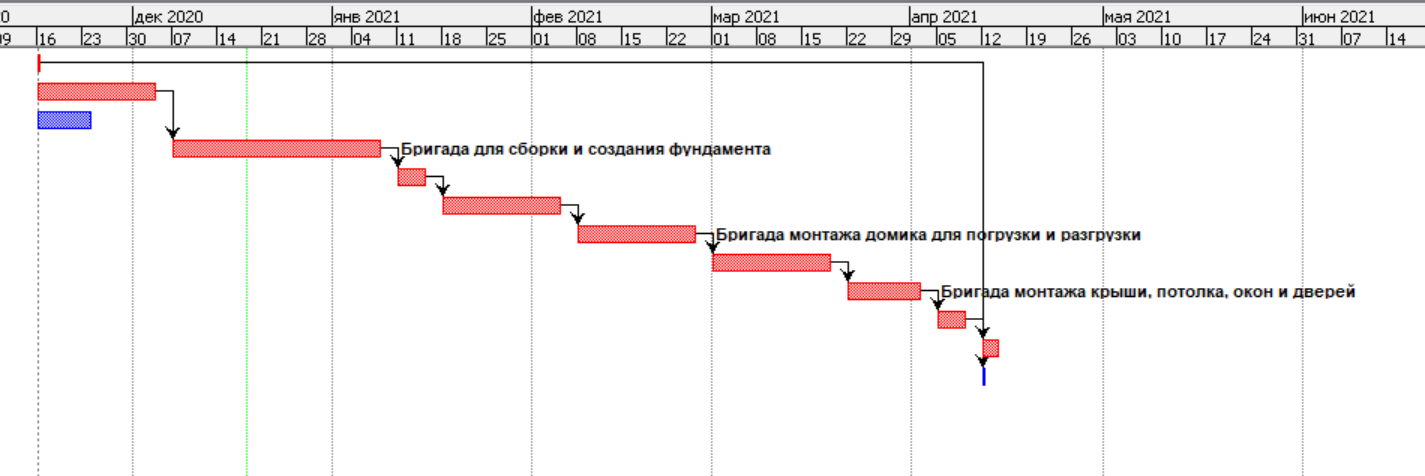 0 дек 2020 янв 2021 фев 2021 мар 2021 апр 2021 мая 2021 июн 2021
09 16 23 30 07 14 21 28 04 11 18 25 01 08 15 22 01 08 15 22 29 05 12 19 26 03 10 17 24 31 07 14
Бригада для сборки и создания фундамента
Бригада монтажа домика для погрузки и разгрузки
Бригада монтажа крыши, потолка, окон и дверей